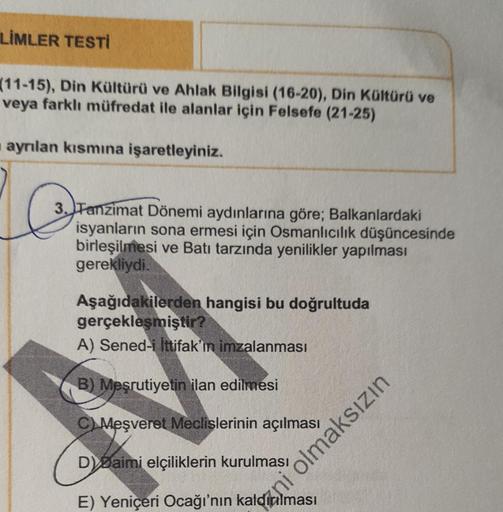 LİMLER TESTİ
(11-15), Din Kültürü ve Ahlak Bilgisi (16-20), Din Kültürü ve
veya farklı müfredat ile alanlar için Felsefe (21-25)
ayrılan kısmına işaretleyiniz.
3. Tanzimat Dönemi aydınlarına göre; Balkanlardaki
isyanların sona ermesi için Osmanlıcılık düşüncesinde
birleşilmesi ve Batı tarzında yenilikler yapılması
gerekliydi.
Aşağıdakilerden hangisi bu doğrultuda
gerçekleşmiştir?
A) Sened-i İttifak'ın imzalanması
B) Meşrutiyetin ilan edilmesi
C) Meşveret Meclislerinin açılması
D) Daimi elçiliklerin kurulması
E) Yeniçeri Ocağı'nın kaldırılması
izni olmaksızın